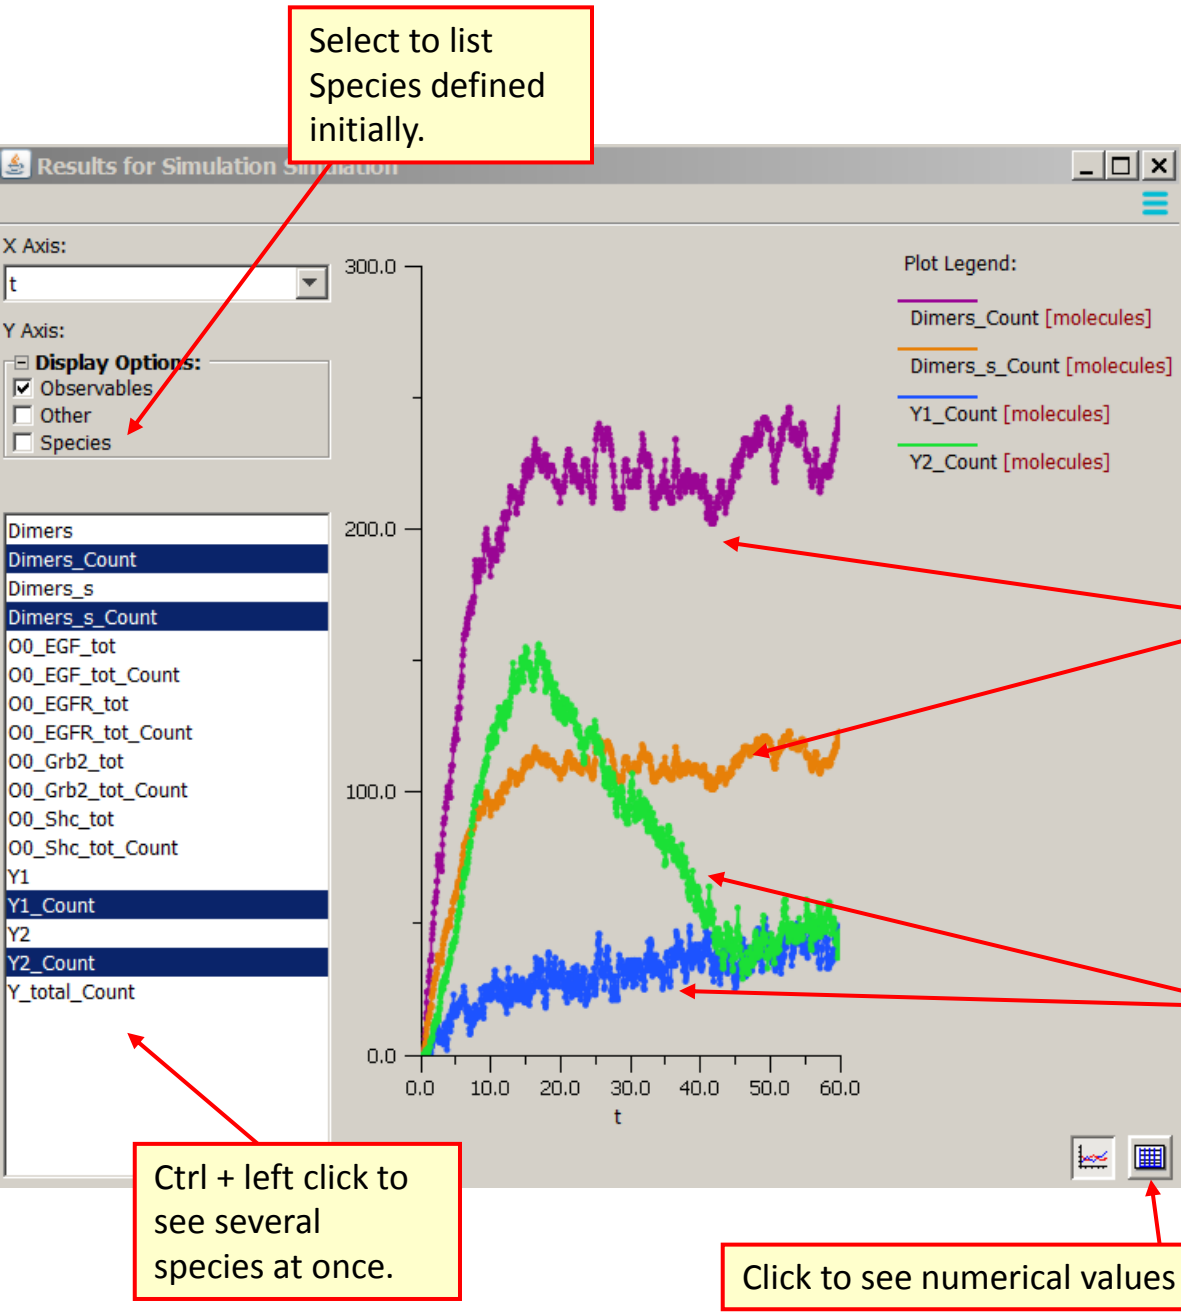 Select to list
Species defined
initially.
Results for Simulation Simulation
X Axis:
t
Y Axis:
Display Options:
Observables
Other
Species
Dimers
Dimers_Count
Dimers_s
Dimers_s_Count
O0_EGF_tot
O0_EGF_tot_Count
O0_EGFR_tot
O0_EGFR_tot_Count
O0_Grb2_tot
O0_Grb2_tot_Count
O0_Shc_tot
O0_Shc_tot_Count
Y1
Y1_Count
Y2
Y2_Count
Y_total_Count
300.0
200.0
100.0
0.0
0.0 10.0 20.0 30.0 40.0 50.0 60.0
t
Plot Legend:
Dimers_Count [molecules]
Dimers_s_Count [molecules]
Y1_Count [molecules]
Y2_Count [molecules]
Ctrl + left click to
see several
species at once.
Click to see numerical values